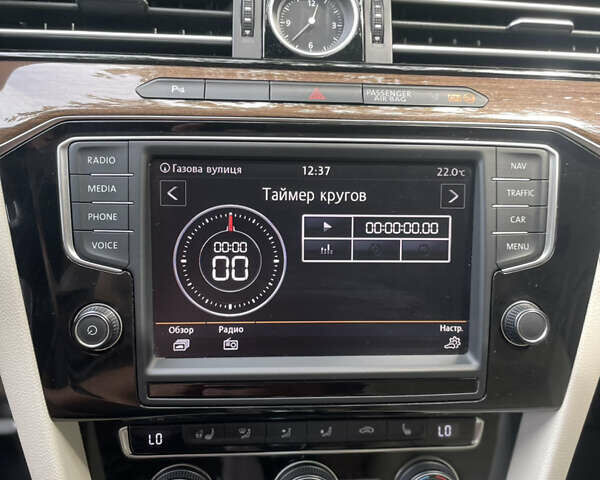 12
P
PASSENGER
AIR BAG
RADIO
MEDIA
PHONE
VOICE
Газова вулиця
12:37
22.0°C
Таймер кругов
00:00
00
00:00:00.00
Обзор
Радио
Настр.
NAV
TRAFFIC
CAR
MENU
LO
LO